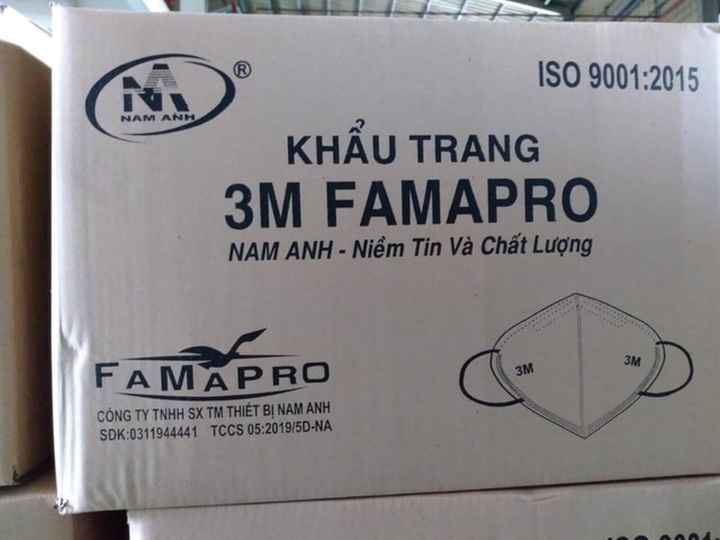 NA
NAM ANH
®
ISO 9001:2015
KHẨU TRANG
3M FAMAPRO
NAM ANH - Niềm Tin Và Chất Lượng
3M
3M
FAMAPRO
CÔNG TY TNHH SX TM THIẾT BỊ NAM ANH
SDK:0311944441 TCCS 05:2019/5D-NA